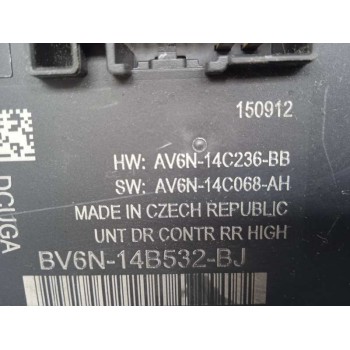 150912
HW: AV6N-14C236-BB
SW: AV6N-14C068-AH
MADE IN CZECH REPUBLIC
UNT DR CONTR RR HIGH
BV6N-14B532-BJ
DCUGA